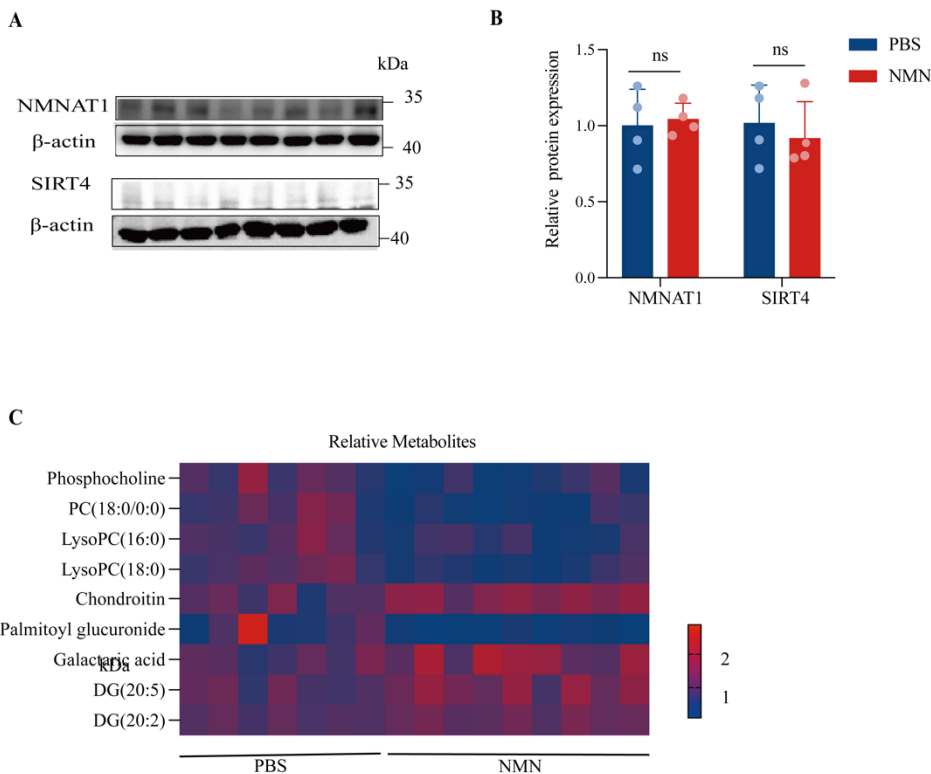 A
kDa
NMNAT1
35
β-actin
40
SIRT4
35
β-actin
40
B
PBS
NMN
Relative protein expression
1.5
1.0
0.5
0.0
ns
ns
NMNAT1
SIRT4
C
Relative Metabolites
Phosphocholine
PC(18:0/0:0)
LysoPC(16:0)
LysoPC(18:0)
Chondroitin
Palmitoyl glucuronide
Galactaric acid
kDa
DG(20:5)
DG(20:2)
2
1
PBS
NMN